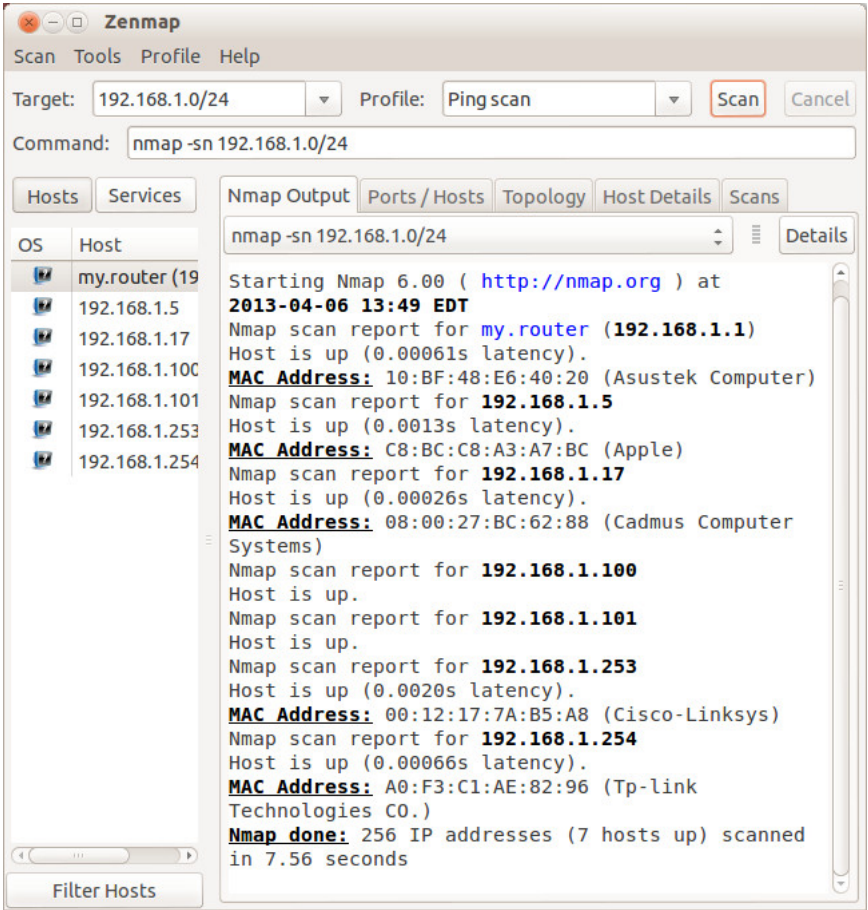 Zenmap
Scan Tools Profile Help
Target: 192.168.1.0/24 Profile: Ping scan Scan Cancel
Command: nmap -sn 192.168.1.0/24
Hosts Services
OS Host
my.router (19
192.168.1.5
192.168.1.17
192.168.1.100
192.168.1.101
192.168.1.253
192.168.1.254
Filter Hosts
Nmap Output Ports / Hosts Topology Host Details Scans
nmap -sn 192.168.1.0/24 Details
Starting Nmap 6.00 ( http://nmap.org ) at
2013-04-06 13:49 EDT
Nmap scan report for my.router (192.168.1.1)
Host is up (0.00061s latency).
MAC Address: 10:BF:48:E6:40:20 (Asustek Computer)
Nmap scan report for 192.168.1.5
Host is up (0.0013s latency).
MAC Address: C8:BC:C8:A3:A7:BC (Apple)
Nmap scan report for 192.168.1.17
Host is up (0.00026s latency).
MAC Address: 08:00:27:BC:62:88 (Cadmus Computer
Systems)
Nmap scan report for 192.168.1.100
Host is up.
Nmap scan report for 192.168.1.101
Host is up.
Nmap scan report for 192.168.1.253
Host is up (0.0020s latency).
MAC Address: 00:12:17:7A:B5:A8 (Cisco-Linksys)
Nmap scan report for 192.168.1.254
Host is up (0.00066s latency).
MAC Address: A0:F3:C1:AE:82:96 (Tp-link
Technologies CO.)
Nmap done: 256 IP addresses (7 hosts up) scanned
in 7.56 seconds